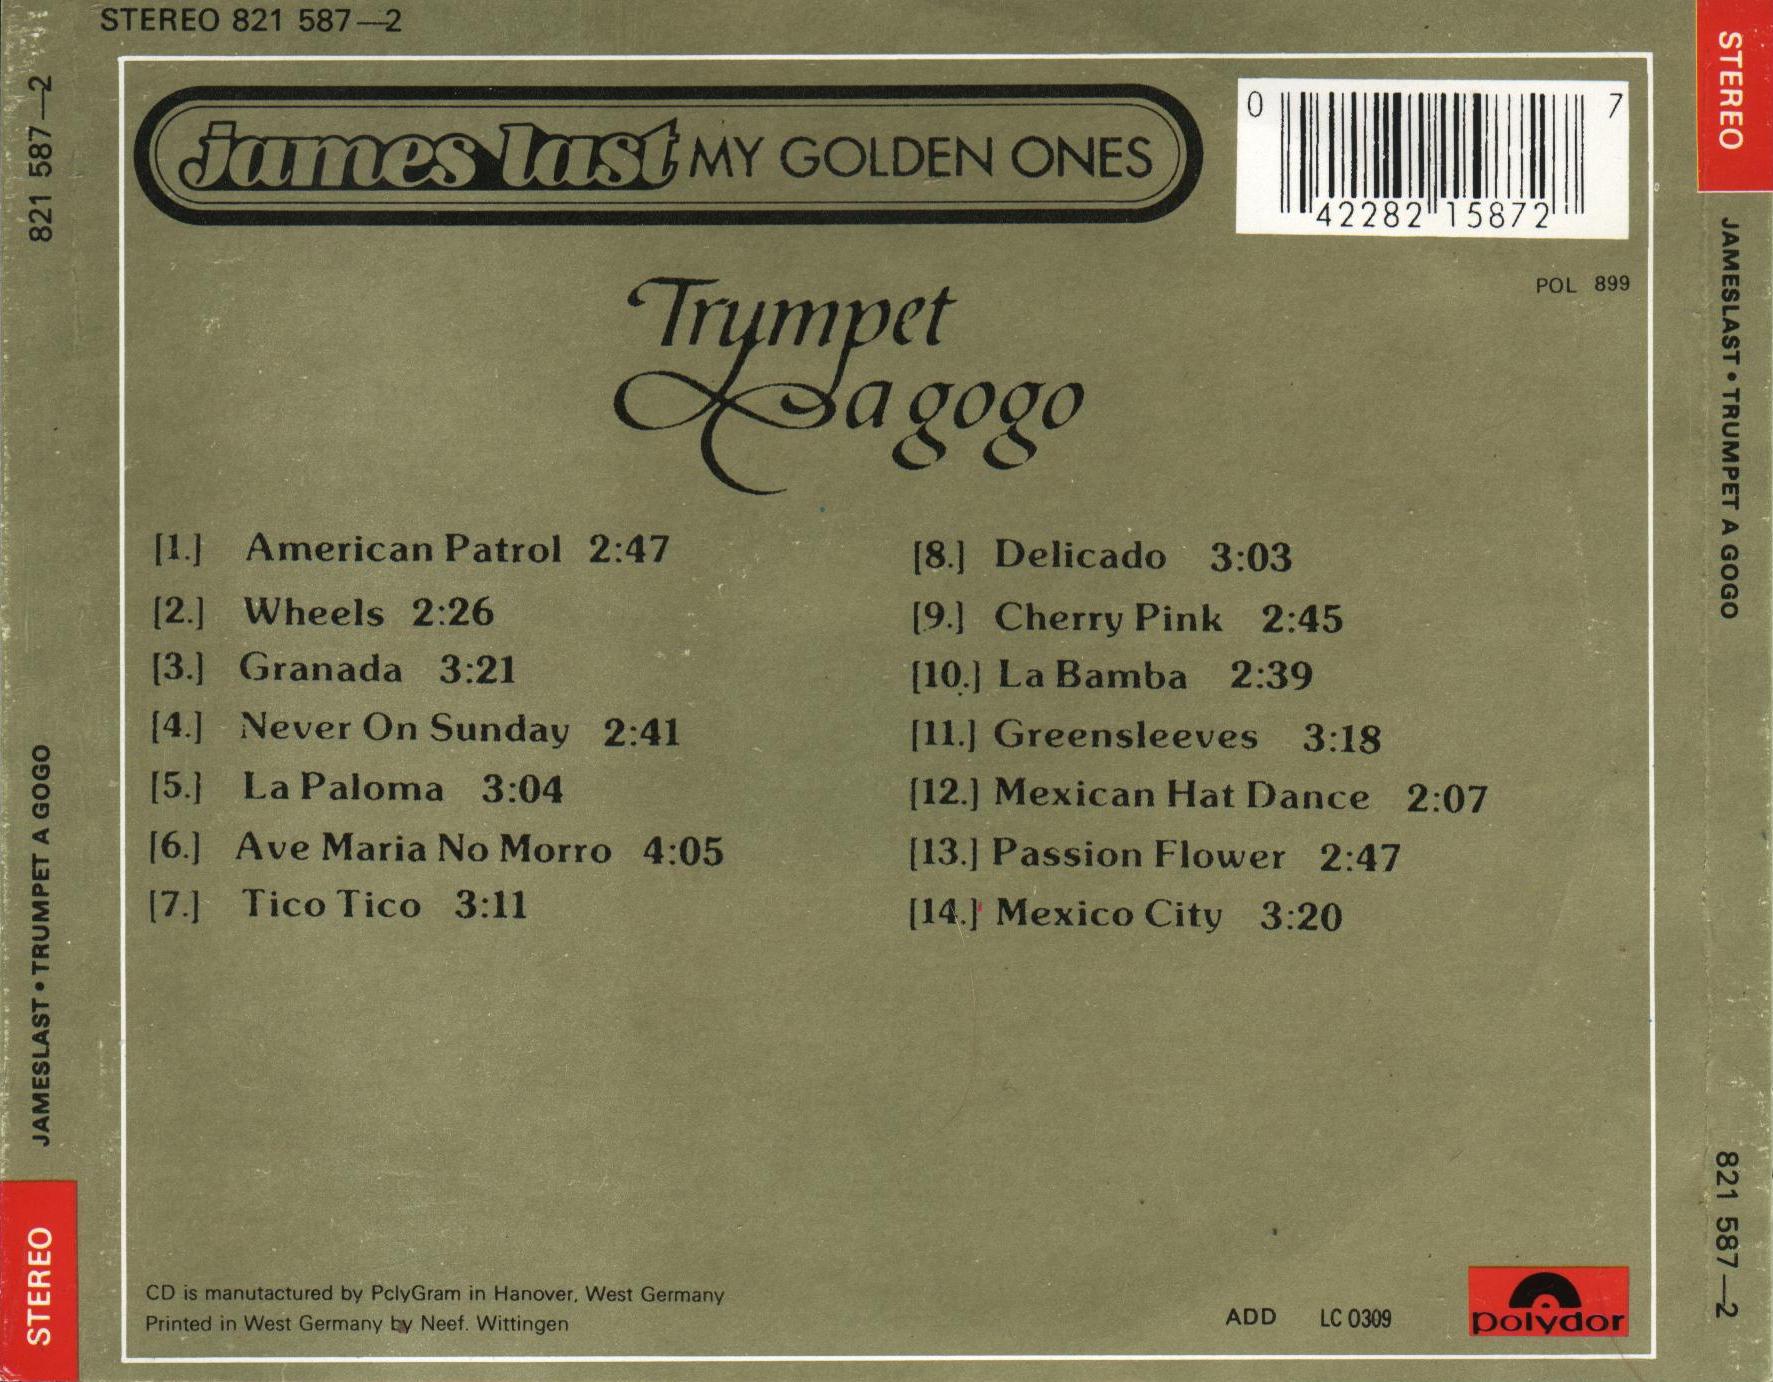 STEREO 821 587—2
james last MY GOLDEN ONES
0 42282 15872 7
POL 899
Trumpet
a gogo
[1.] American Patrol 2:47
[2.] Wheels 2:26
[3.] Granada 3:21
[4.] Never On Sunday 2:41
[5.] La Paloma 3:04
[6.] Ave Maria No Morro 4:05
[7.] Tico Tico 3:11
[8.] Delicado 3:03
[9.] Cherry Pink 2:45
[10.] La Bamba 2:39
[11.] Greensleeves 3:18
[12.] Mexican Hat Dance 2:07
[13.] Passion Flower 2:47
[14.] Mexico City 3:20
CD is manutactured by PclyGram in Hanover, West Germany
Printed in West Germany by Neef. Wittingen
ADD LC 0309
polydor
STEREO JAMESLAST • TRUMPET A GOGO 821 587—2
STEREO JAMESLAST • TRUMPET A GOGO 821 587—2